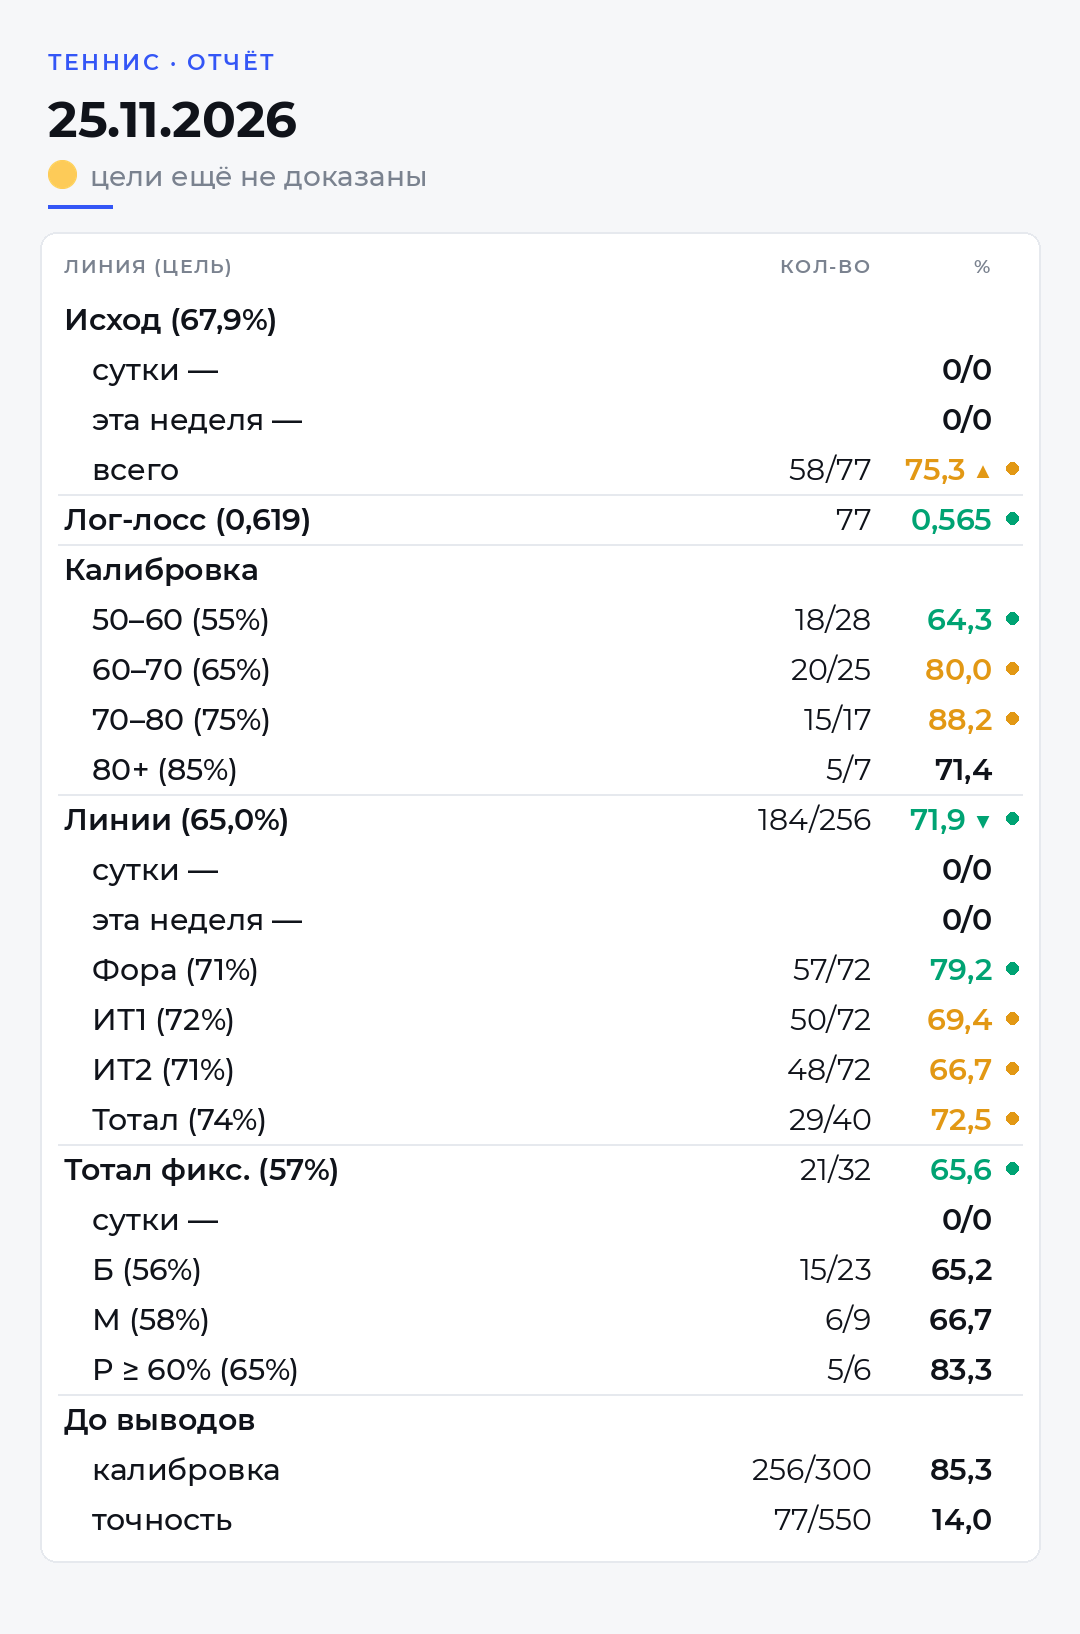 ТЕННИС · ОТЧЁТ
25.11.2026
цели ещё не доказаны
ЛИНИЯ (ЦЕЛЬ) КОЛ-ВО %
Исход (67,9%)
сутки — 0/0
эта неделя — 0/0
всего 58/77 75,3 ▲
Лог-лосс (0,619) 77 0,565
Калибровка
50–60 (55%) 18/28 64,3
60–70 (65%) 20/25 80,0
70–80 (75%) 15/17 88,2
80+ (85%) 5/7 71,4
Линии (65,0%) 184/256 71,9 ▼
сутки — 0/0
эта неделя — 0/0
Фора (71%) 57/72 79,2
ИТ1 (72%) 50/72 69,4
ИТ2 (71%) 48/72 66,7
Тотал (74%) 29/40 72,5
Тотал фикс. (57%) 21/32 65,6
сутки — 0/0
Б (56%) 15/23 65,2
М (58%) 6/9 66,7
Р ≥ 60% (65%) 5/6 83,3
До выводов
калибровка 256/300 85,3
точность 77/550 14,0